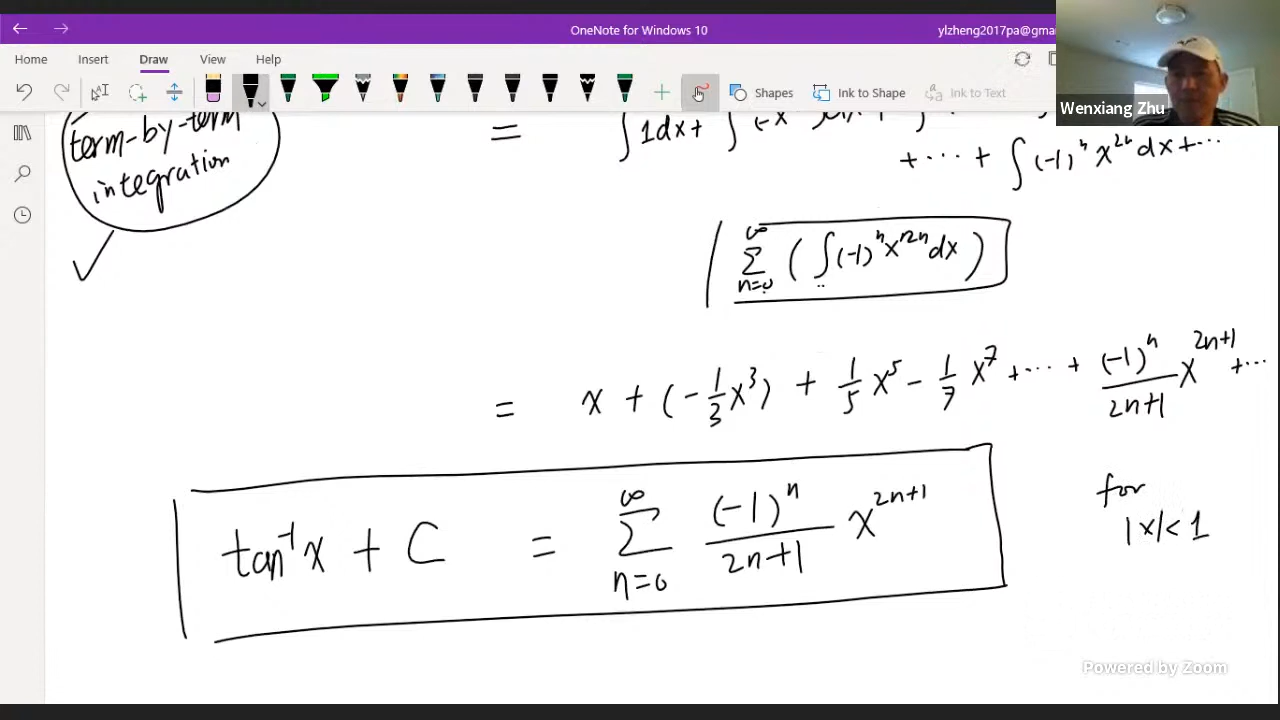 OneNote for Windows 10
ylzheng2017pa@gma
Home Insert Draw View Help
Shapes Ink to Shape Ink to Text
Wenxiang Zhu
term-by-term
integration
= ∫1dx+ ∫
+ ⋯ + ∫(-1)ⁿx²ⁿdx+⋯
∑_{n=0}^{∞} (∫(-1)ⁿx²ⁿdx)
= x + (-1/3 x³) + 1/5 x⁵ - 1/7 x⁷ + ⋯ + (-1)ⁿ/(2n+1) x²ⁿ⁺¹ + ⋯
tan⁻¹x + C = ∑_{n=0}^{∞} (-1)ⁿ/(2n+1) x²ⁿ⁺¹
for
|x|<1
Powered by Zoom